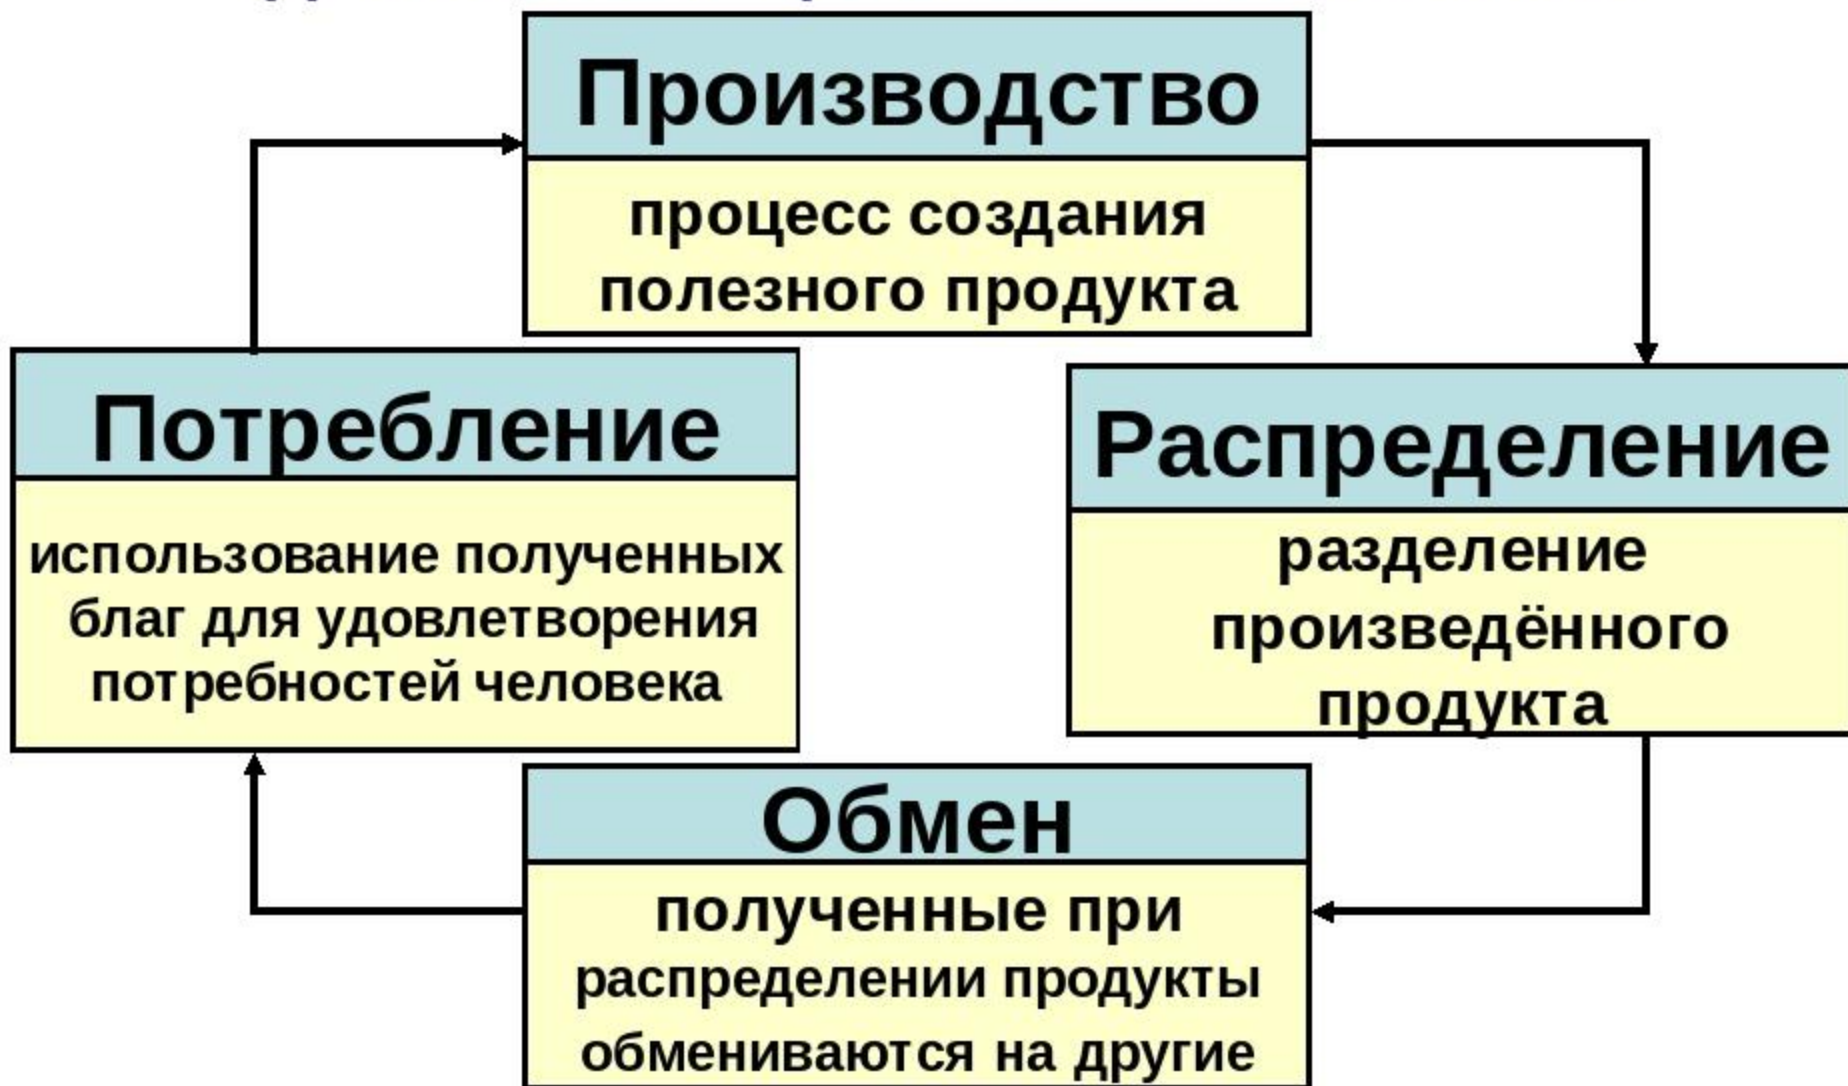 Производство
процесс создания
полезного продукта
Потребление
использование полученных
благ для удовлетворения
потребностей человека
Распределение
разделение
произведённого
продукта
Обмен
полученные при
распределении продукты
обмениваются на другие